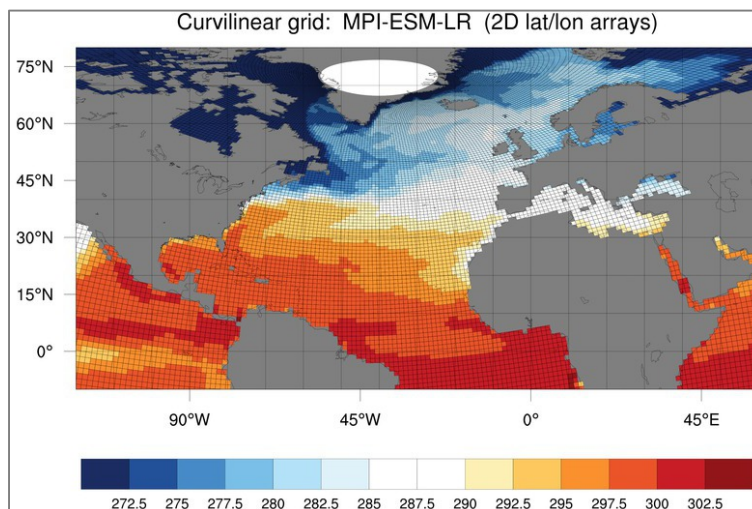 Curvilinear grid: MPI-ESM-LR (2D lat/lon arrays)
75°N
60°N
45°N
30°N
15°N
0°
90°W 45°W 0° 45°E
272.5 275 277.5 280 282.5 285 287.5 290 292.5 295 297.5 300 302.5